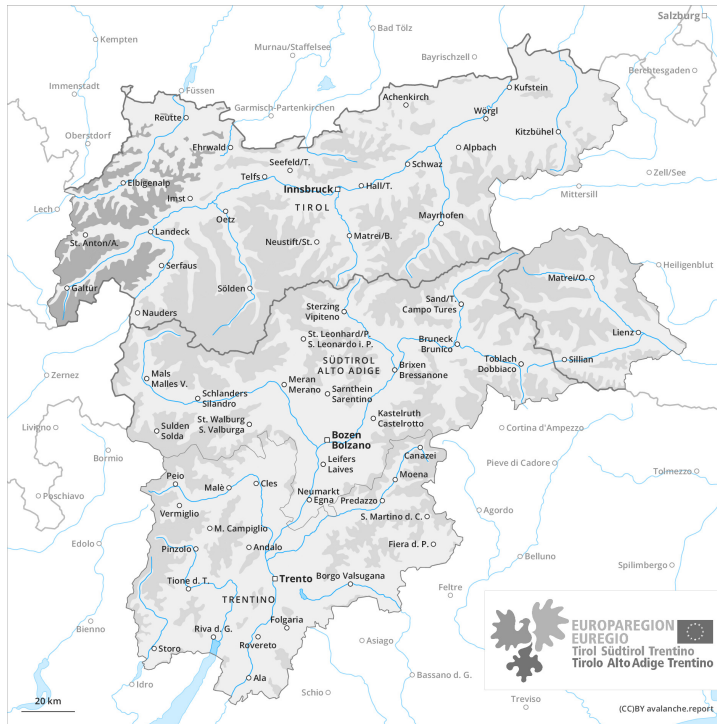 Salzburg
Kempten
Bad Tölz
Murnau/Staffelsee
Bayrischzell
Berchtesgaden
Immenstadt
Füssen
Achenkirch
Kufstein
Garmisch-Partenkirchen
Reutte
Wörgl
Oberstdorf
Kitzbühel
Ehrwald
Alpbach
Seefeld/T.
Schwaz
Telfs
Zell/See
Elbigenalp
Innsbruck
Hall/T.
Mittersill
Imst
TIROL
Lech
Oetz
Mayrhofen
Landeck
Matrei/B.
St. Anton/A.
Neustift/St.
Serfaus
Heiligenblut
Matrei/O.
Galtür
Sölden
Sand/T.
Campo Tures
Nauders
Sterzing
Vipiteno
Lienz
St. Leonhard/P.
S. Leonardo i. P.
Bruneck
Brunico
Toblach
Dobbiaco
Sillian
SÜDTIROL
ALTO ADIGE
Brixen
Bressanone
Zernez
Mals
Malles V.
Meran
Merano
Schlanders
Silandro
Sarnthein
Sarentino
Kastelruth
Castelrotto
St. Walburg
S. Valburga
Livigno
Sulden
Solda
Cortina d'Ampezzo
Bozen
Bolzano
Bormio
Canazei
Leifers
Laives
Pieve di Cadore
Tolmezzo
Peio
Moena
Malè
Cles
Poschiavo
Neumarkt
Egna
Predazzo
Vermiglio
S. Martino d. C.
Agordo
M. Campiglio
Edolo
Fiera d. P.
Pinzolo
Andalo
Belluno
Spilimbergo
Trento
Borgo Valsugana
Tione d. T.
Feltre
TRENTINO
Folgaria
Bienno
Riva d. G.
Asiago
Storo
Rovereto
Bassano d. G.
Ala
Idro
Schio
Treviso
EUROPAREGION
EUREGIO
Tirol Südtirol Trentino
Tirolo Alto Adige Trentino
20 km
(CC)BY avalanche.report